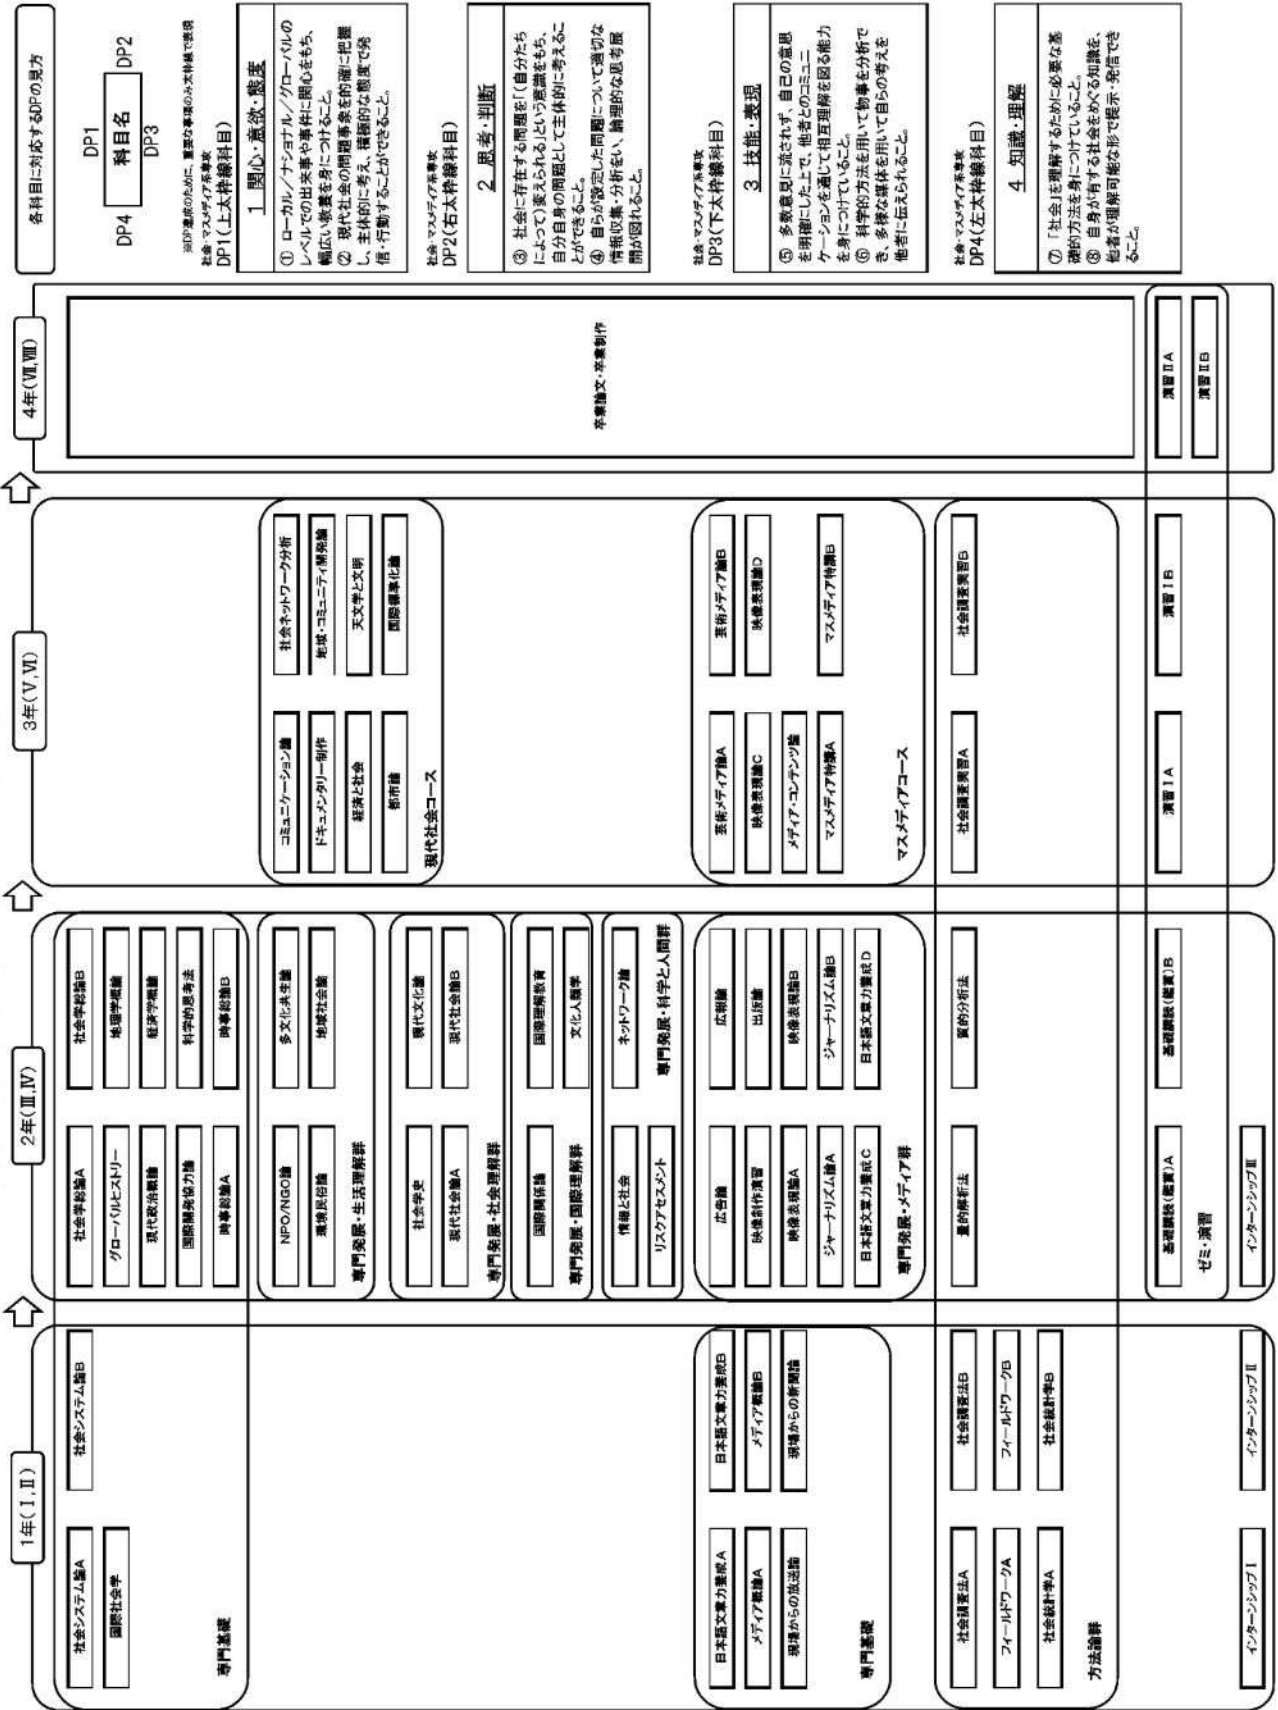 1年(Ⅰ,Ⅱ)
社会システム論A
社会システム論B
国際社会学
専門基礎
日本語文章力養成A
日本語文章力養成B
メディア概論A
メディア概論B
現場からの放送論
現場からの新聞論
専門基礎
社会調査法A
社会調査法B
フィールドワークA
フィールドワークB
社会統計学A
社会統計学B
方法論群
インターンシップⅠ
インターンシップⅡ
2年(Ⅲ,Ⅳ)
社会学総論A
社会学総論B
グローバルヒストリー
地理学概論
現代政治概論
経済学概論
国際開発協力論
科学的思考法
時事総論A
時事総論B
NPO/NGO論
多文化共生論
環境民俗論
地域社会論
専門発展・生活理解群
社会学史
現代文化論
現代社会論A
現代社会論B
専門発展・社会理解群
国際関係論
国際理解教育
文化人類学
専門発展・国際理解群
情報と社会
ネットワーク論
リスクアセスメント
専門発展・科学と人間群
広告論
広報論
映像制作演習
出版論
映像表現論A
映像表現論B
ジャーナリズム論A
ジャーナリズム論B
日本語文章力養成C
日本語文章力養成D
専門発展・メディア群
量的解析法
質的分析法
基礎講読(鑑賞)A
基礎講読(鑑賞)B
ゼミ・演習
インターンシップⅢ
3年(Ⅴ,Ⅵ)
コミュニケーション論
社会ネットワーク分析
ドキュメンタリー制作
地域・コミュニティ開発論
経済と社会
天文学と文明
都市論
国際標準化論
現代社会コース
芸術メディア論A
芸術メディア論B
映像表現論C
映像表現論D
メディア・コンテンツ論
マスメディア特講A
マスメディア特講B
マスメディアコース
社会調査実習A
社会調査実習B
演習ⅠA
演習ⅠB
4年(Ⅶ,Ⅷ)
卒業論文・卒業制作
演習ⅡA
演習ⅡB
各科目に対応するDPの見方
DP1
DP4 科目名 DP2
DP3
※DP達成のために、重要な事項のみ太枠線で表現
社会・マスメディア系専攻
DP1(上太枠線科目)
1 関心・意欲・態度
① ローカル／ナショナル／グローバルの
レベルでの出来事や事件に関心をもち、
幅広い教養を身につけること。
② 現代社会の問題事象を的確に把握
し、主体的に考え、積極的な態度で発
信・行動することができること。
社会・マスメディア系専攻
DP2(右太枠線科目)
2 思考・判断
③ 社会に存在する問題を「(自分たち
によって)変えられる」という意識をもち、
自分自身の問題として主体的に考えるこ
とができること。
④ 自らが設定した問題について適切な
情報収集・分析をい、論理的な思考展
開が図れること。
社会・マスメディア系専攻
DP3(下太枠線科目)
3 技能・表現
⑤ 多数意見に流されず、自己の意思
を明確にした上で、他者とのコミュニ
ケーションを通じて相互理解を図る能力
を身につけていること。
⑥ 科学的方法を用いて物事を分析で
き、多様な媒体を用いて自らの考えを
他者に伝えられること。
社会・マスメディア系専攻
DP4(左太枠線科目)
4 知識・理解
⑦ 「社会」を理解するために必要な基
礎的方法を身につけていること。
⑧ 自身が有する社会をめぐる知識を、
他者が理解可能な形で提示・発信でき
ること。